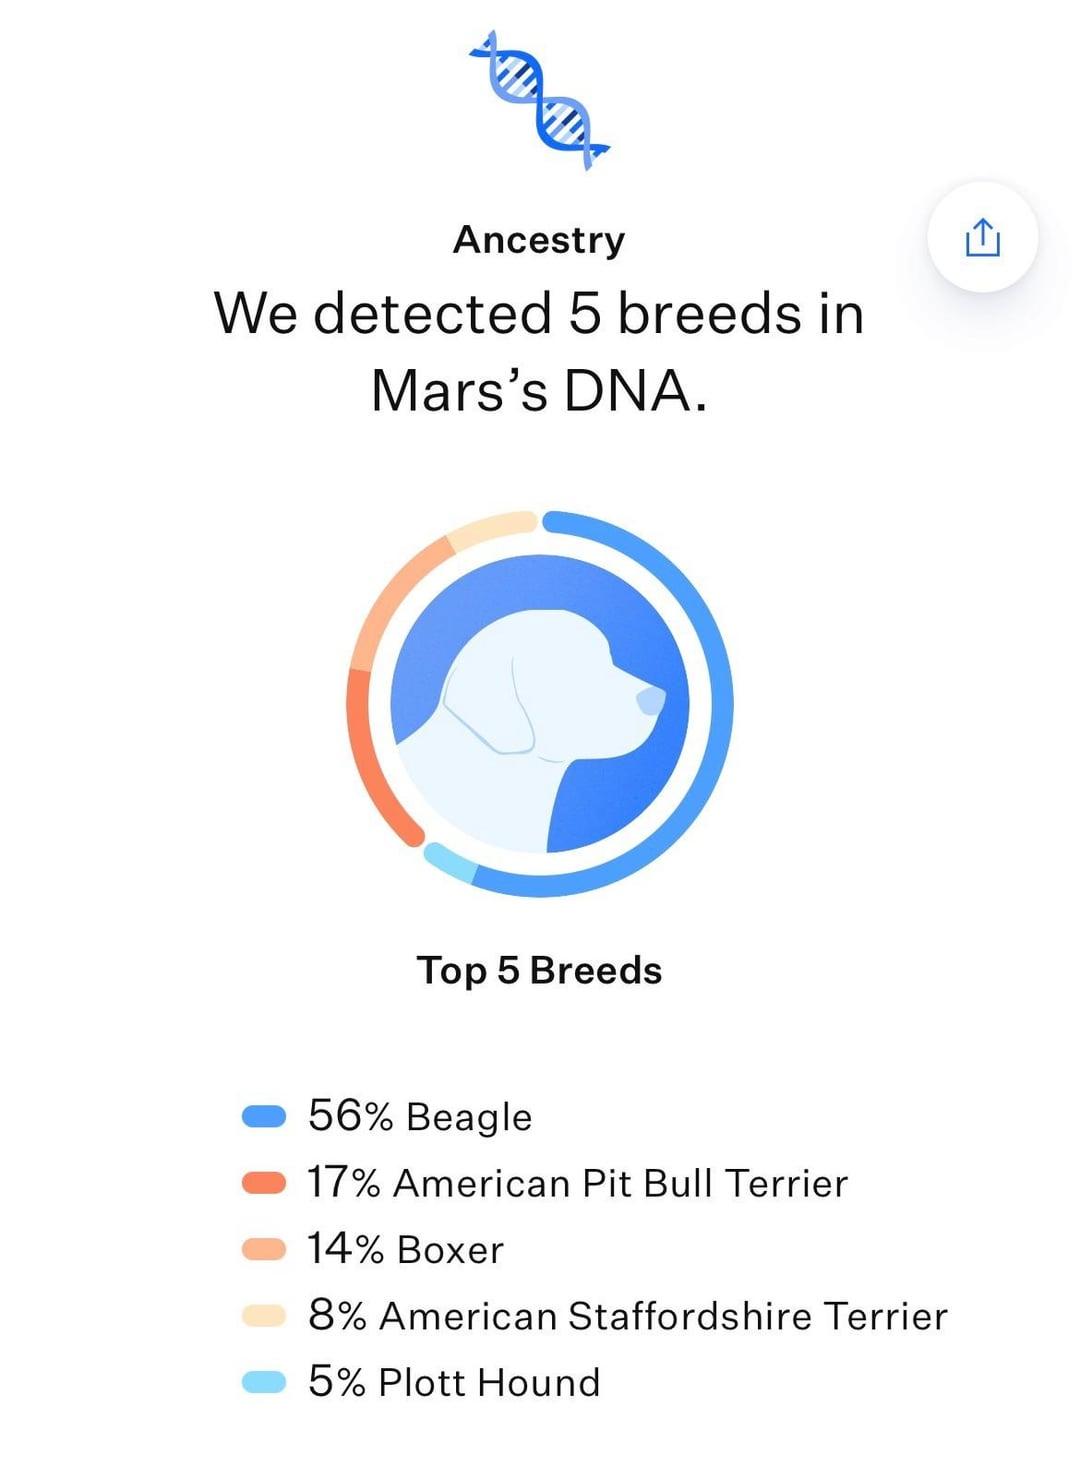 Ancestry
We detected 5 breeds in
Mars’s DNA.
Top 5 Breeds
56% Beagle
17% American Pit Bull Terrier
14% Boxer
8% American Staffordshire Terrier
5% Plott Hound